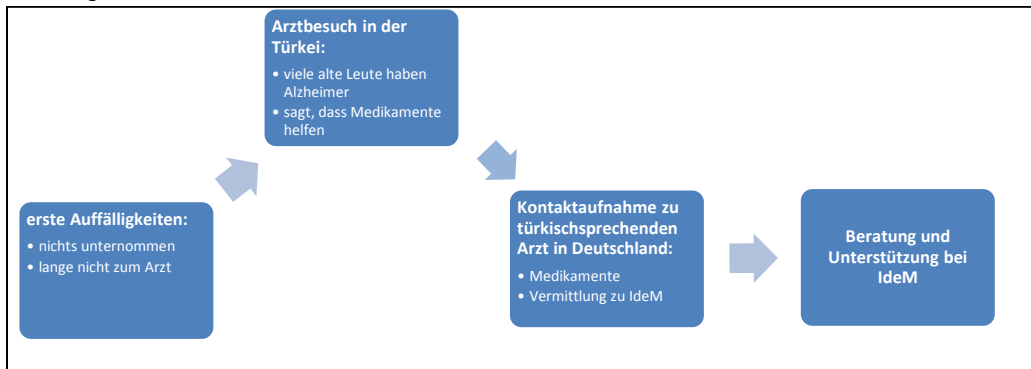 erste Auffälligkeiten:
• nichts unternommen
• lange nicht zum Arzt
Arztbesuch in der
Türkei:
• viele alte Leute haben
Alzheimer
• sagt, dass Medikamente
helfen
Kontaktaufnahme zu
türkischsprechenden
Arzt in Deutschland:
• Medikamente
• Vermittlung zu IdeM
Beratung und
Unterstützung bei
IdeM